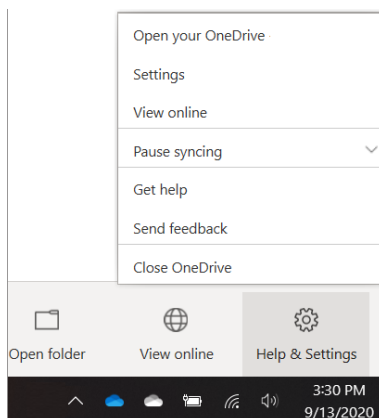 Open your OneDrive
Settings
View online
Pause syncing
Get help
Send feedback
Close OneDrive
Open folder
View online
Help & Settings
3:30 PM
9/13/2020